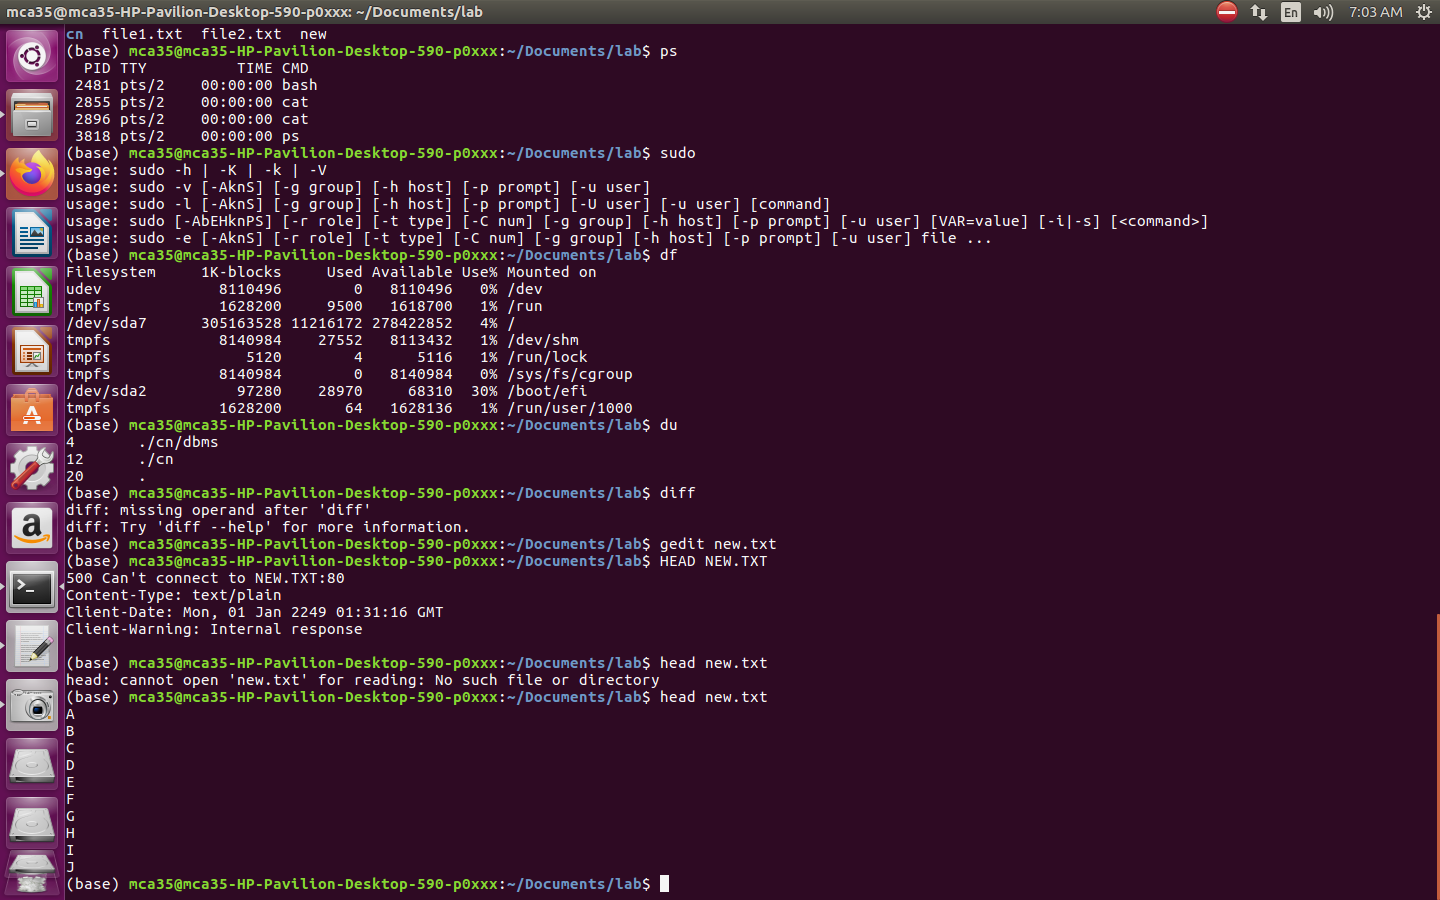 mca35@mca35-HP-Pavilion-Desktop-590-p0xxx: ~/Documents/lab
En
7:03 AM
cn  file1.txt  file2.txt  new
(base) mca35@mca35-HP-Pavilion-Desktop-590-p0xxx:~/Documents/lab$ ps
  PID TTY          TIME CMD
 2481 pts/2    00:00:00 bash
 2855 pts/2    00:00:00 cat
 2896 pts/2    00:00:00 cat
 3818 pts/2    00:00:00 ps
(base) mca35@mca35-HP-Pavilion-Desktop-590-p0xxx:~/Documents/lab$ sudo
usage: sudo -h | -K | -k | -V
usage: sudo -v [-AknS] [-g group] [-h host] [-p prompt] [-u user]
usage: sudo -l [-AknS] [-g group] [-h host] [-p prompt] [-U user] [-u user] [command]
usage: sudo [-AbEHknPS] [-r role] [-t type] [-C num] [-g group] [-h host] [-p prompt] [-u user] [VAR=value] [-i|-s] [<command>]
usage: sudo -e [-AknS] [-r role] [-t type] [-C num] [-g group] [-h host] [-p prompt] [-u user] file ...
(base) mca35@mca35-HP-Pavilion-Desktop-590-p0xxx:~/Documents/lab$ df
Filesystem     1K-blocks     Used Available Use% Mounted on
udev             8110496        0   8110496   0% /dev
tmpfs            1628200     9500   1618700   1% /run
/dev/sda7      305163528 11216172 278422852   4% /
tmpfs            8140984    27552   8113432   1% /dev/shm
tmpfs               5120        4      5116   1% /run/lock
tmpfs            8140984        0   8140984   0% /sys/fs/cgroup
/dev/sda2          97280    28970     68310  30% /boot/efi
tmpfs            1628200       64   1628136   1% /run/user/1000
(base) mca35@mca35-HP-Pavilion-Desktop-590-p0xxx:~/Documents/lab$ du
4       ./cn/dbms
12      ./cn
20      .
(base) mca35@mca35-HP-Pavilion-Desktop-590-p0xxx:~/Documents/lab$ diff
diff: missing operand after 'diff'
diff: Try 'diff --help' for more information.
(base) mca35@mca35-HP-Pavilion-Desktop-590-p0xxx:~/Documents/lab$ gedit new.txt
(base) mca35@mca35-HP-Pavilion-Desktop-590-p0xxx:~/Documents/lab$ HEAD NEW.TXT
500 Can't connect to NEW.TXT:80
Content-Type: text/plain
Client-Date: Mon, 01 Jan 2249 01:31:16 GMT
Client-Warning: Internal response
(base) mca35@mca35-HP-Pavilion-Desktop-590-p0xxx:~/Documents/lab$ head new.txt
head: cannot open 'new.txt' for reading: No such file or directory
(base) mca35@mca35-HP-Pavilion-Desktop-590-p0xxx:~/Documents/lab$ head new.txt
A
B
C
D
E
F
G
H
I
J
(base) mca35@mca35-HP-Pavilion-Desktop-590-p0xxx:~/Documents/lab$